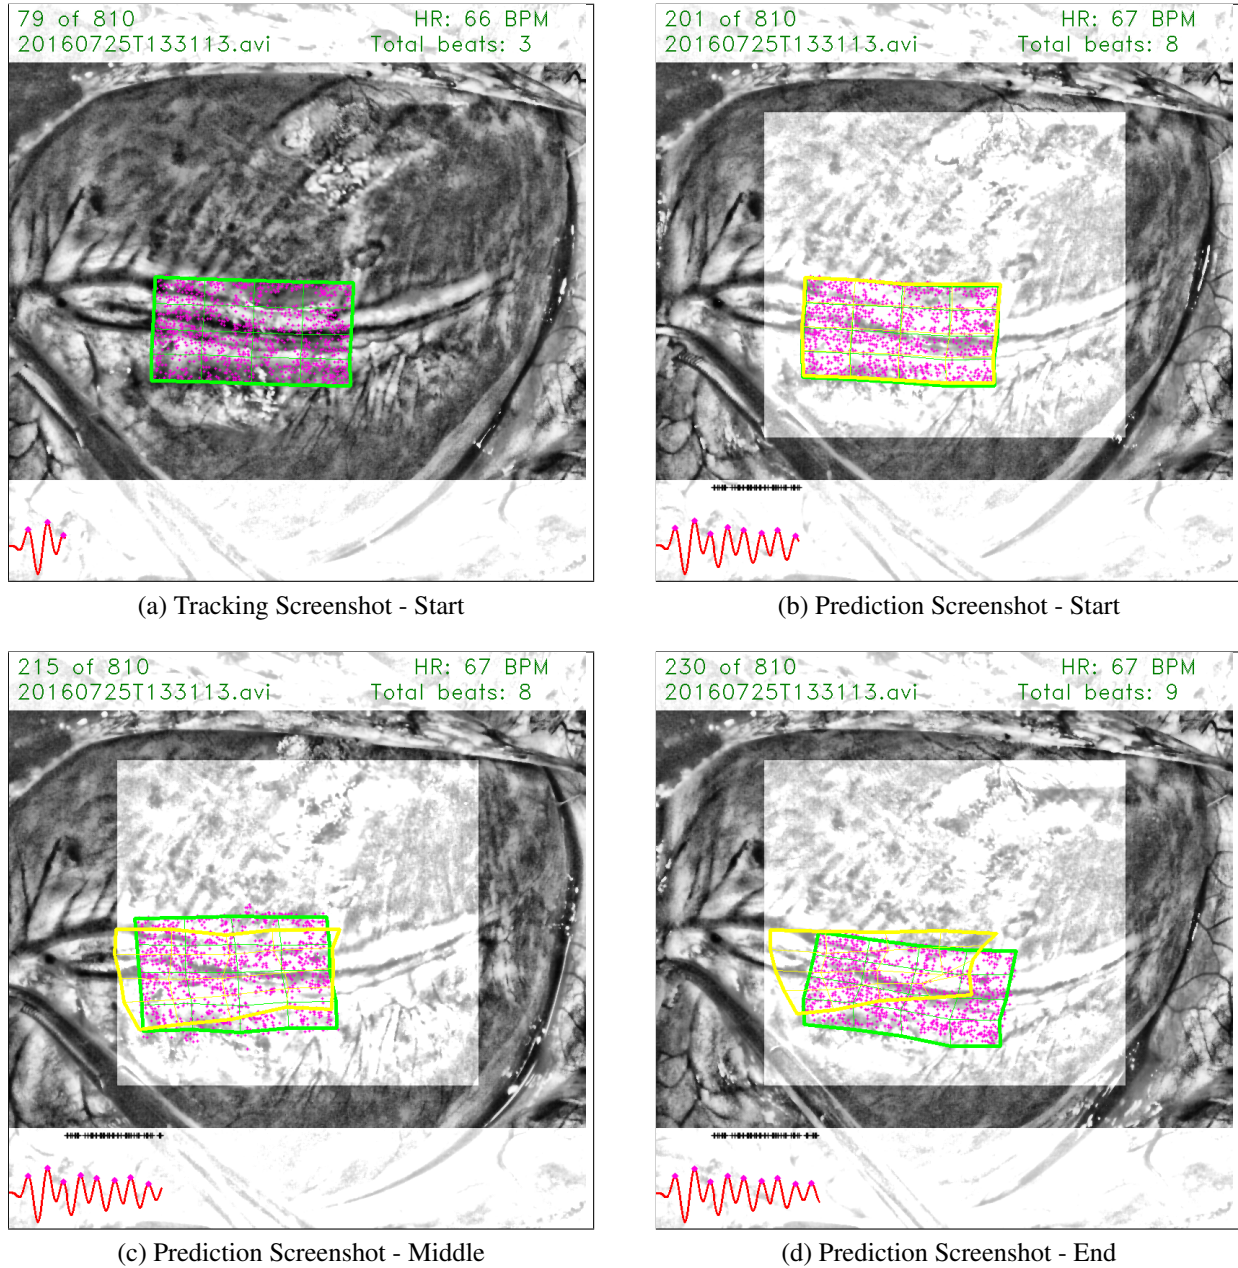 79 of 810 HR: 66 BPM
20160725T133113.avi Total beats: 3
(a) Tracking Screenshot - Start
201 of 810 HR: 67 BPM
20160725T133113.avi Total beats: 8
(b) Prediction Screenshot - Start
215 of 810 HR: 67 BPM
20160725T133113.avi Total beats: 8
(c) Prediction Screenshot - Middle
230 of 810 HR: 67 BPM
20160725T133113.avi Total beats: 9
(d) Prediction Screenshot - End